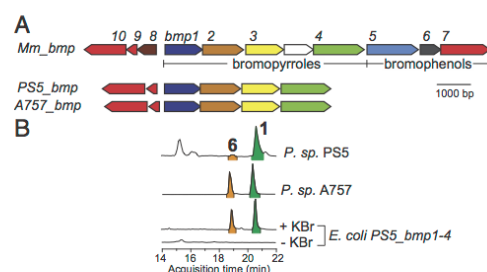 A
10 9 8 bmp1 2 3 4 5 6 7
Mm_bmp
bromopyrroles bromophenols
PS5_bmp
1000 bp
A757_bmp
B
6 1
P. sp. PS5
P. sp. A757
+ KBr
- KBr
E. coli PS5_bmp1-4
14 16 18 20 22
Acquisition time (min)